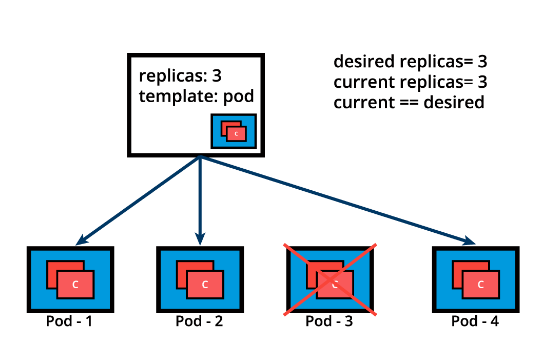 replicas: 3
template: pod
C
desired replicas= 3
current replicas= 3
current == desired
C
C
C
C
Pod - 1
Pod - 2
Pod - 3
Pod - 4